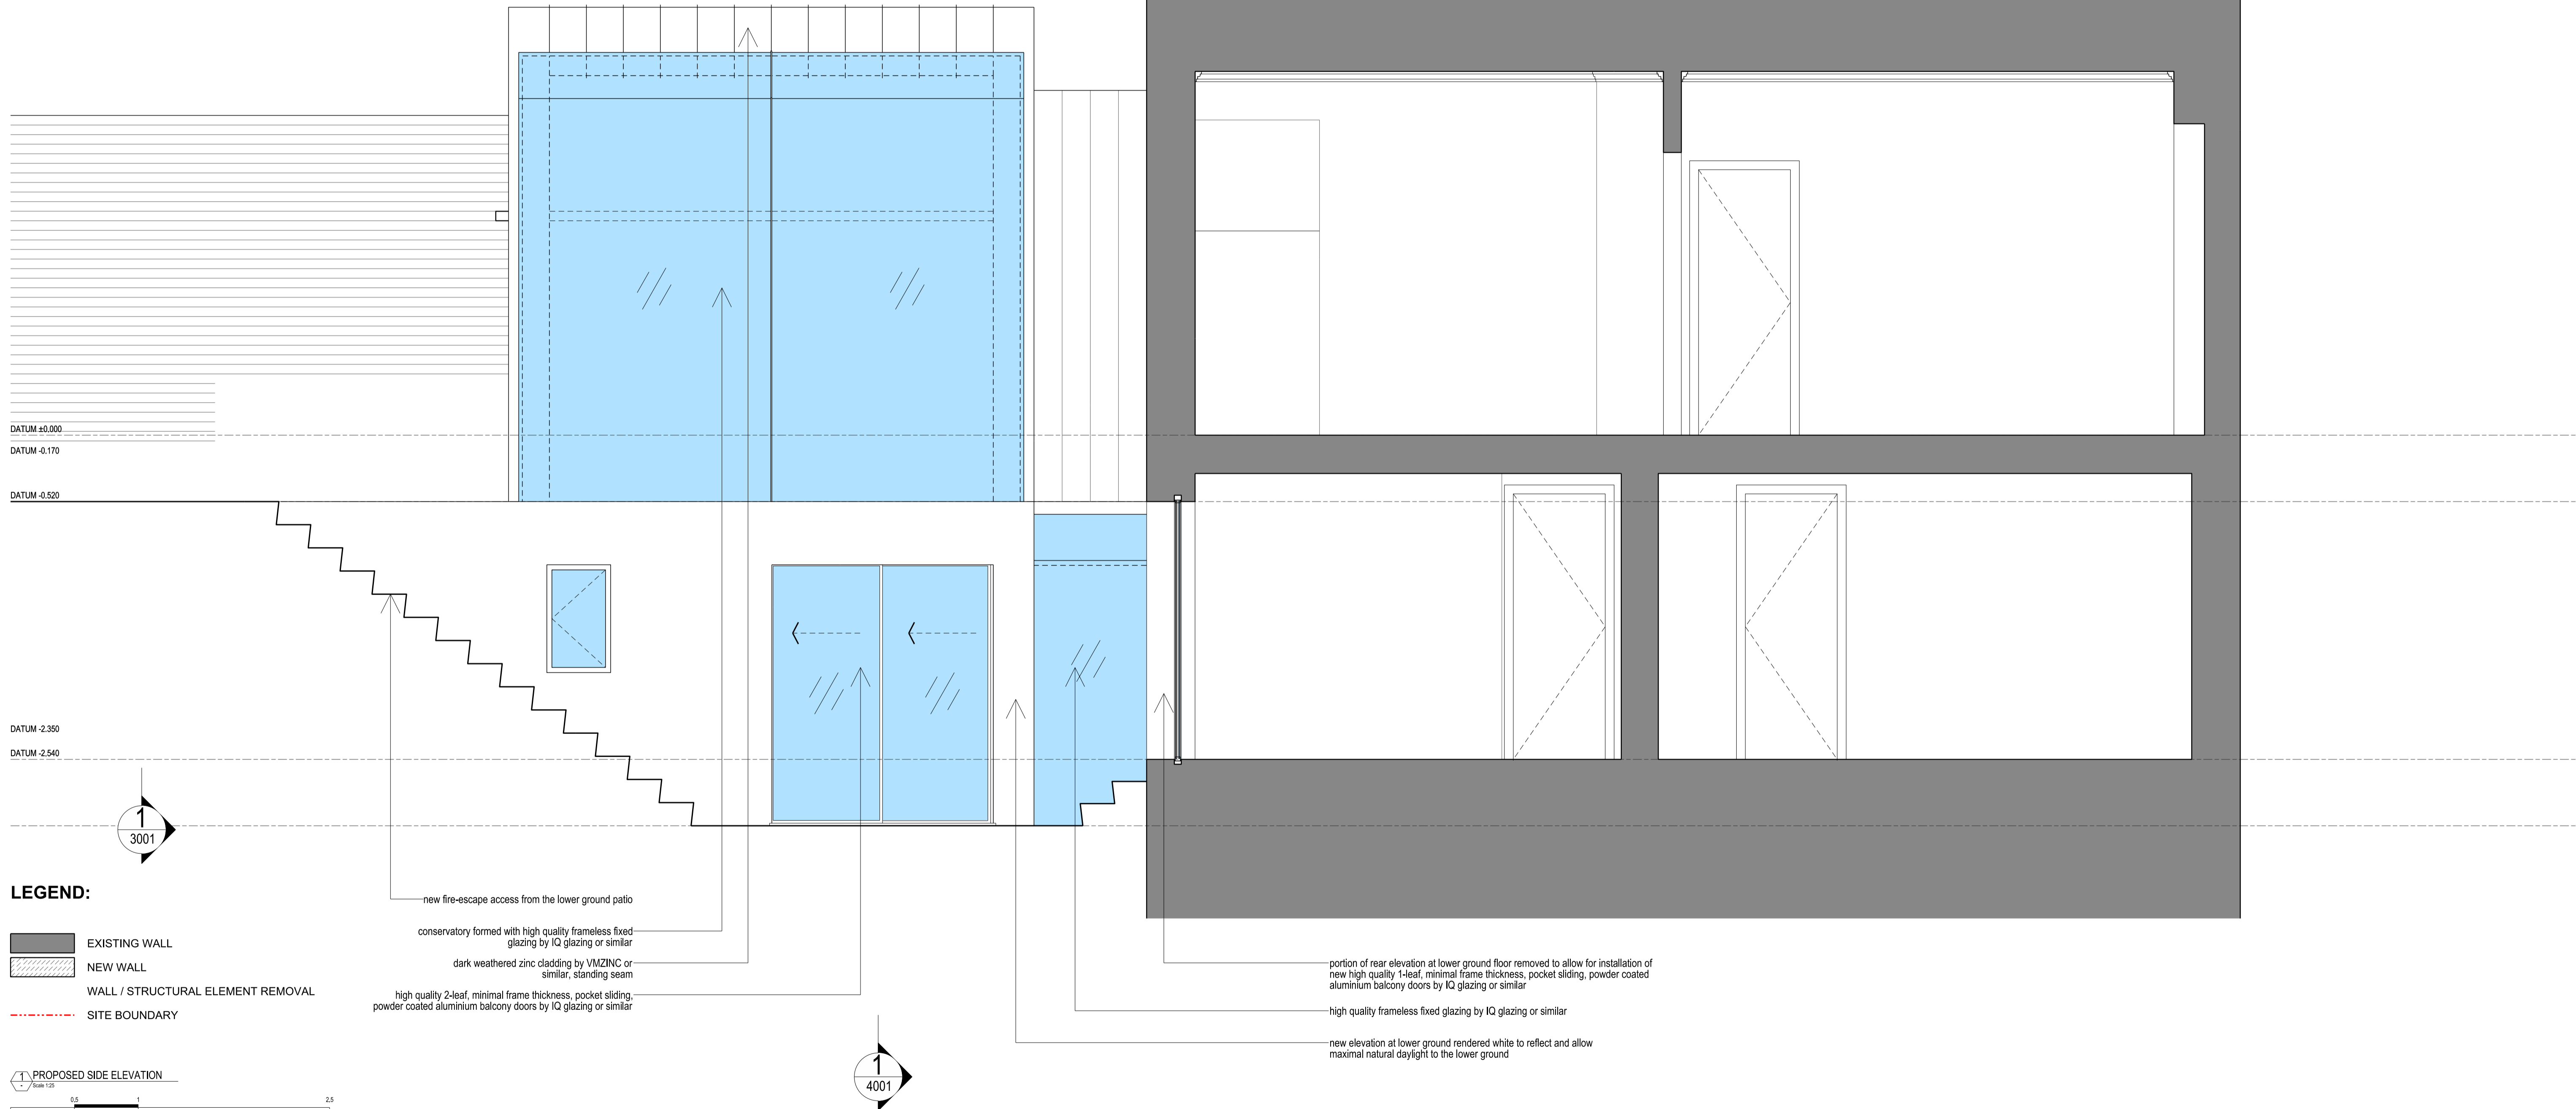 DATUM ±0.000
DATUM -0.170
DATUM -0.520
DATUM -2.350
DATUM -2.540
1
3001
LEGEND:
EXISTING WALL
NEW WALL
WALL / STRUCTURAL ELEMENT REMOVAL
SITE BOUNDARY
new fire-escape access from the lower ground patio
conservatory formed with high quality frameless fixed
glazing by IQ glazing or similar
dark weathered zinc cladding by VMZINC or
similar, standing seam
high quality 2-leaf, minimal frame thickness, pocket sliding,
powder coated aluminium balcony doors by IQ glazing or similar
portion of rear elevation at lower ground floor removed to allow for installation of
new high quality 1-leaf, minimal frame thickness, pocket sliding, powder coated
aluminium balcony doors by IQ glazing or similar
high quality frameless fixed glazing by IQ glazing or similar
new elevation at lower ground rendered white to reflect and allow
maximal natural daylight to the lower ground
1
4001
1
-
PROPOSED SIDE ELEVATION
Scale 1:25
0,5 1 2,5